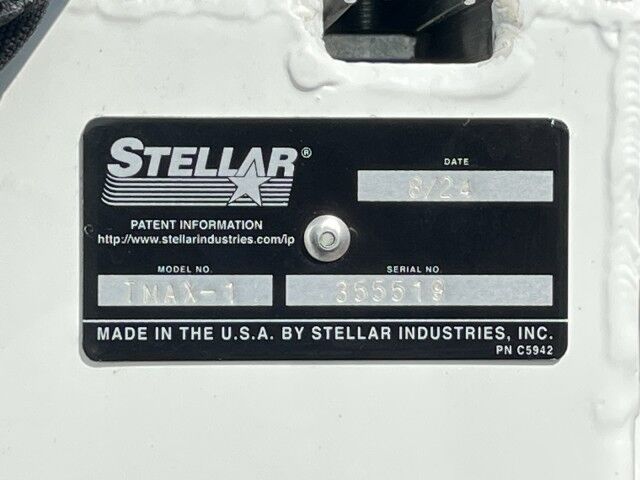 STELLAR®
DATE
8/24
PATENT INFORMATION
http://www.stellarindustries.com/ip
MODEL NO.
TMAX-1
SERIAL NO.
355519
MADE IN THE U.S.A. BY STELLAR INDUSTRIES, INC.
PN C5942